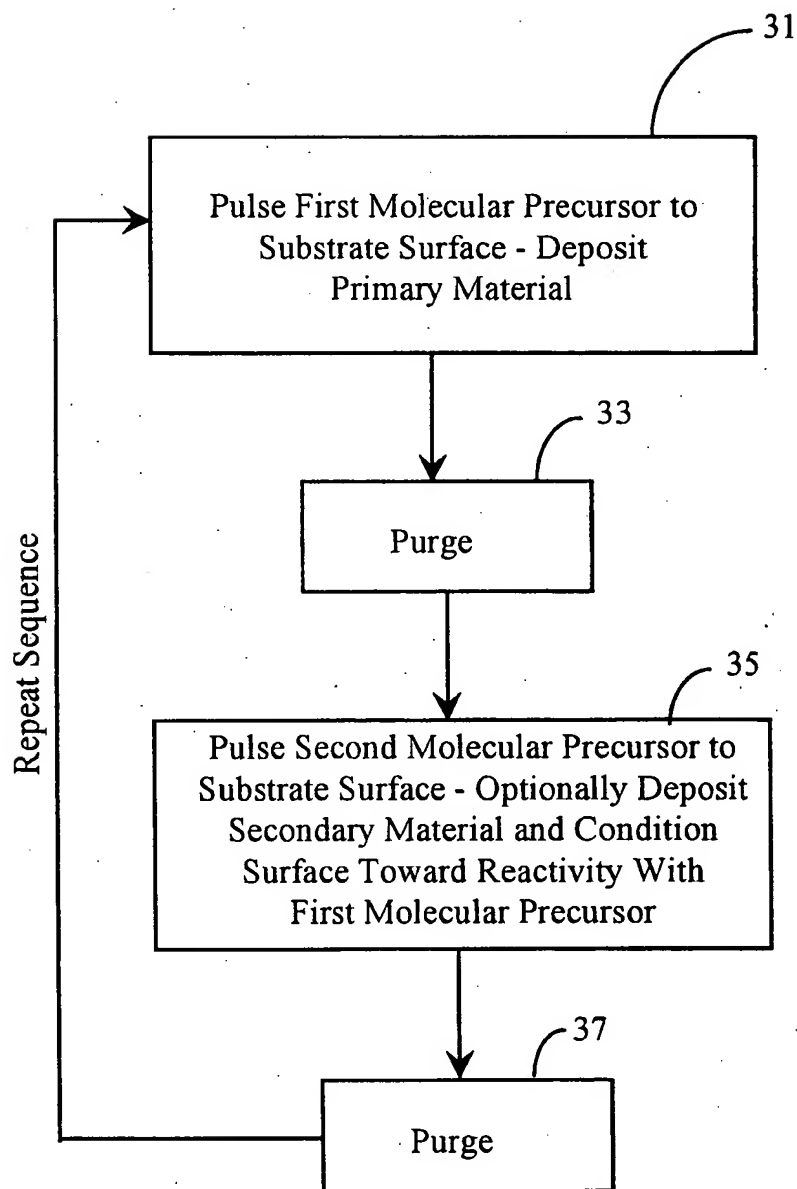 31
Pulse First Molecular Precursor to
Substrate Surface - Deposit
Primary Material
33
Purge
Repeat Sequence
35
Pulse Second Molecular Precursor to
Substrate Surface - Optionally Deposit
Secondary Material and Condition
Surface Toward Reactivity With
First Molecular Precursor
37
Purge